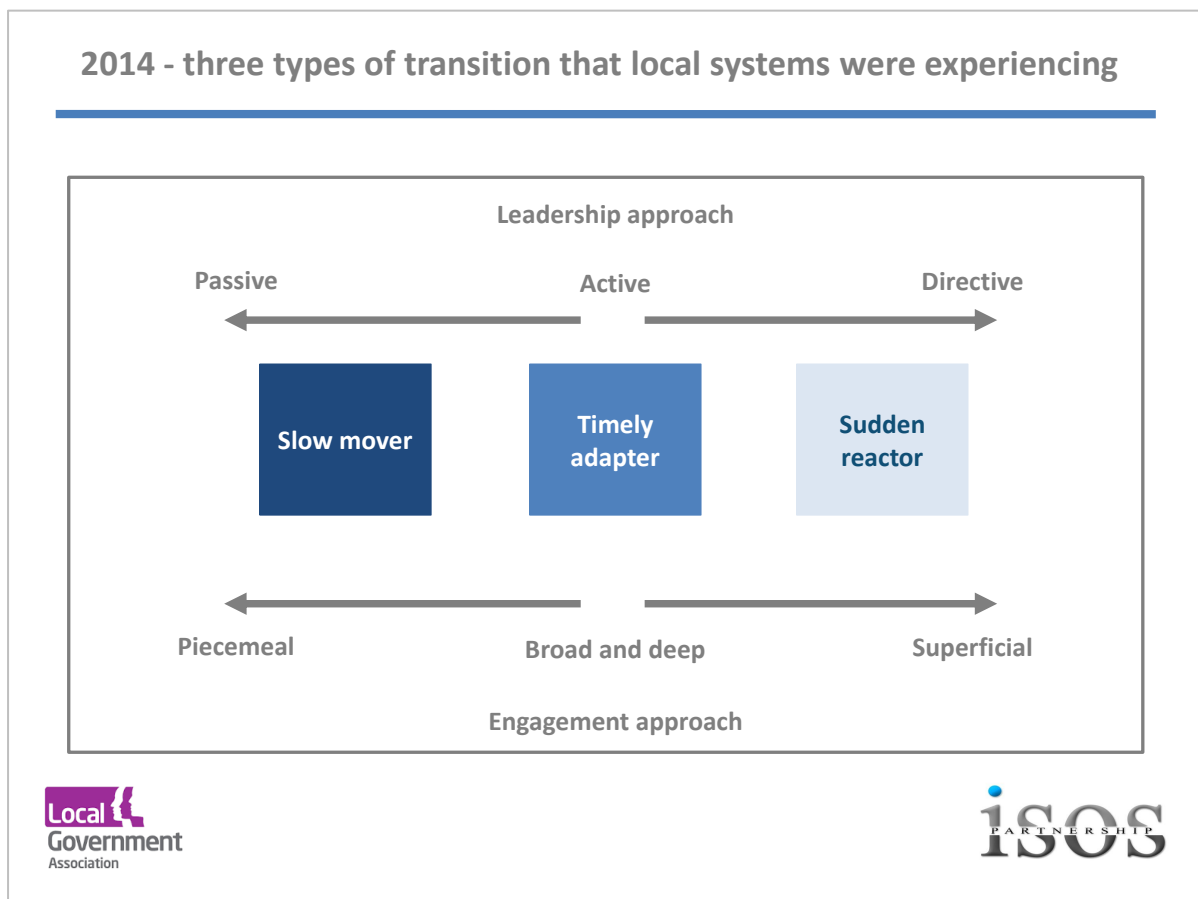 2014 - three types of transition that local systems were experiencing
Leadership approach
Passive
Active
Directive
Slow mover
Timely
adapter
Sudden
reactor
Piecemeal
Broad and deep
Superficial
Engagement approach
Local
Government
Association
isos
PARTNERSHIP